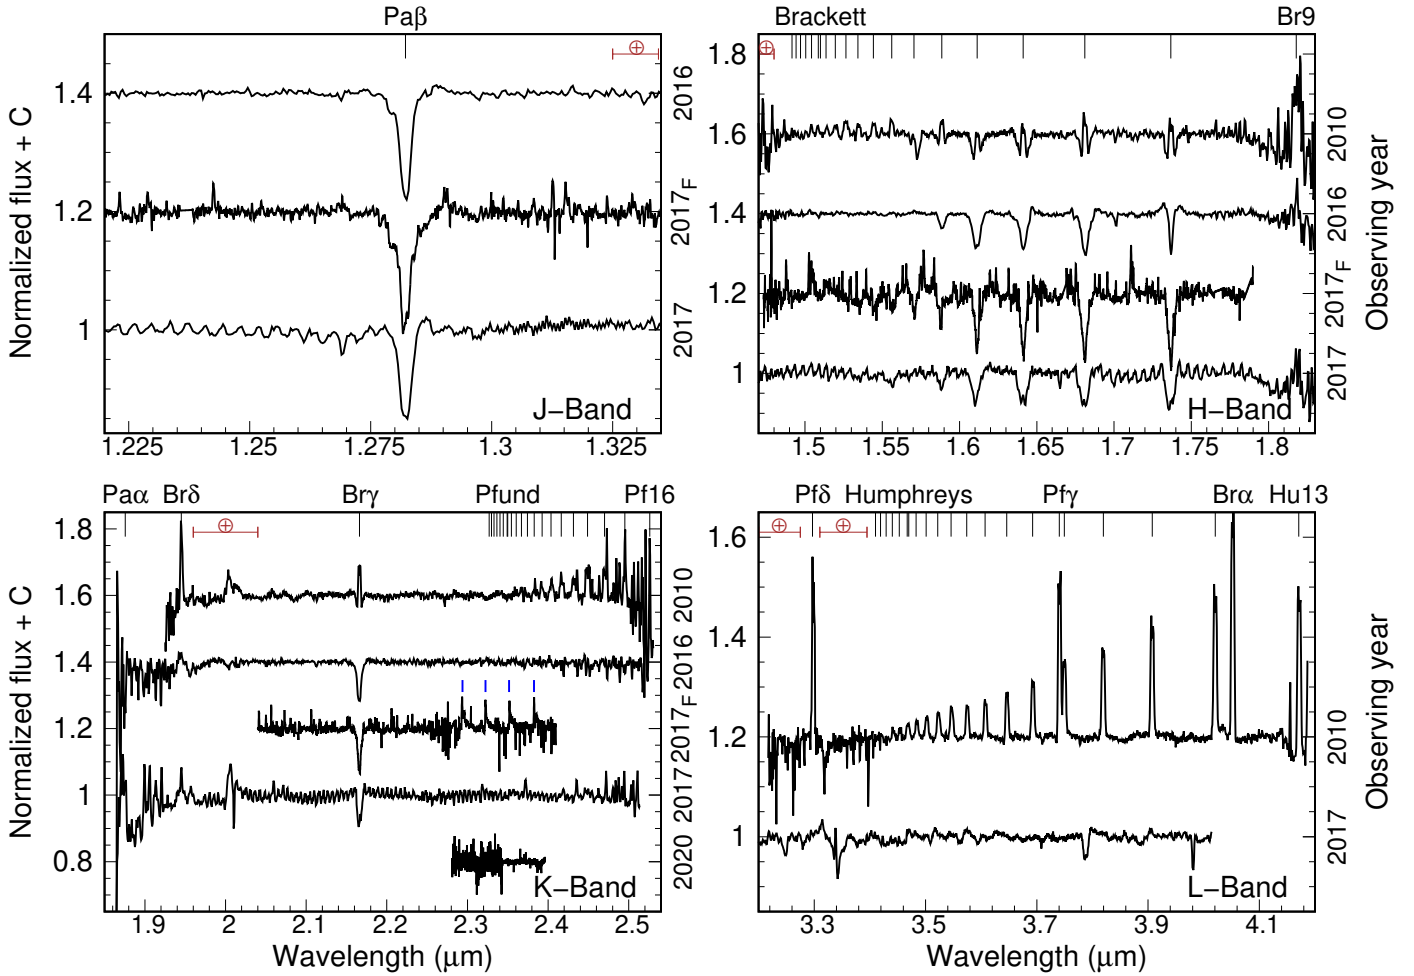 Paβ
Brackett Br9
Normalized flux + C
1.4
1.2
1
2016
2017F
2017
J−Band
1.225 1.25 1.275 1.3 1.325
1.8
1.6
1.4
1.2
1
2010
2016
2017F
2017
Observing year
H−Band
1.5 1.55 1.6 1.65 1.7 1.75 1.8
Paα Brδ Brγ Pfund Pf16
Normalized flux + C
1.8
1.6
1.4
1.2
1
0.8
2010
2016
2017F
2017
2020
K−Band
1.9 2 2.1 2.2 2.3 2.4 2.5
Wavelength (μm)
Pfδ Humphreys Pfγ Brα Hu13
1.6
1.4
1.2
1
2010
2017
Observing year
L−Band
3.3 3.5 3.7 3.9 4.1
Wavelength (μm)